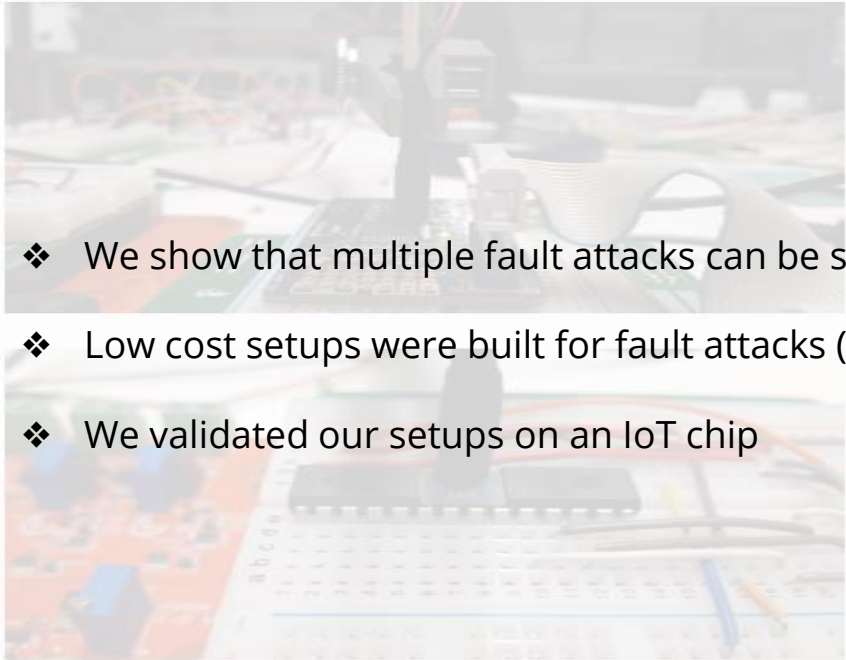 ❖ We show that multiple fault attacks can be s
❖ Low cost setups were built for fault attacks (
❖ We validated our setups on an IoT chip